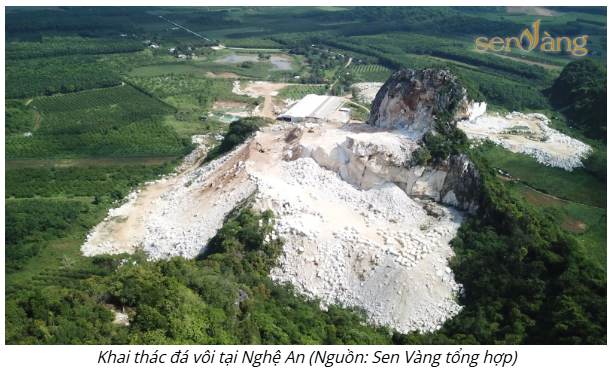 senvàng
Khai thác đá vôi tại Nghệ An (Nguồn: Sen Vàng tổng hợp)